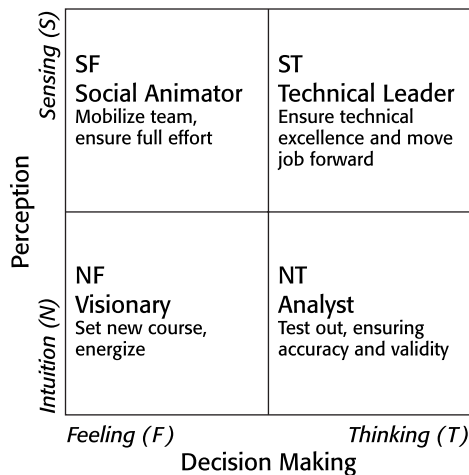 Perception
Sensing (S)
Intuition (N)
SF
Social Animator
Mobilize team,
ensure full effort
ST
Technical Leader
Ensure technical
excellence and move
job forward
NF
Visionary
Set new course,
energize
NT
Analyst
Test out, ensuring
accuracy and validity
Feeling (F)
Thinking (T)
Decision Making